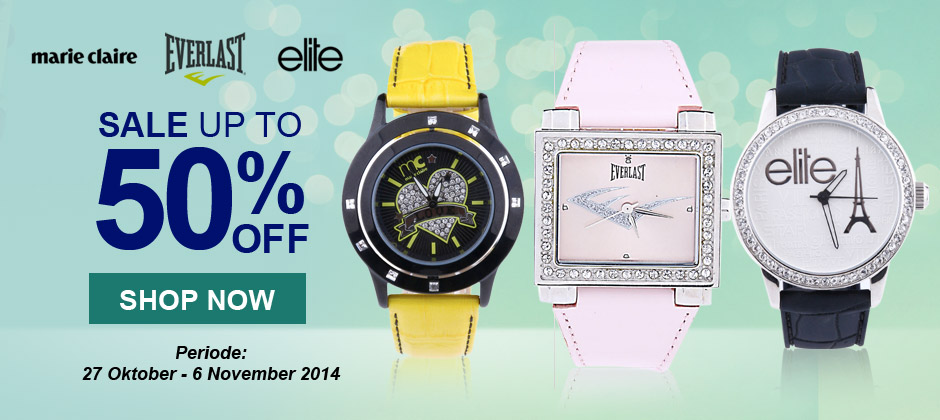 marie claire EVERLAST elite
SALE UP TO
50%
OFF
SHOP NOW
Periode:
27 Oktober - 6 November 2014
mc
EVERLAST
elite